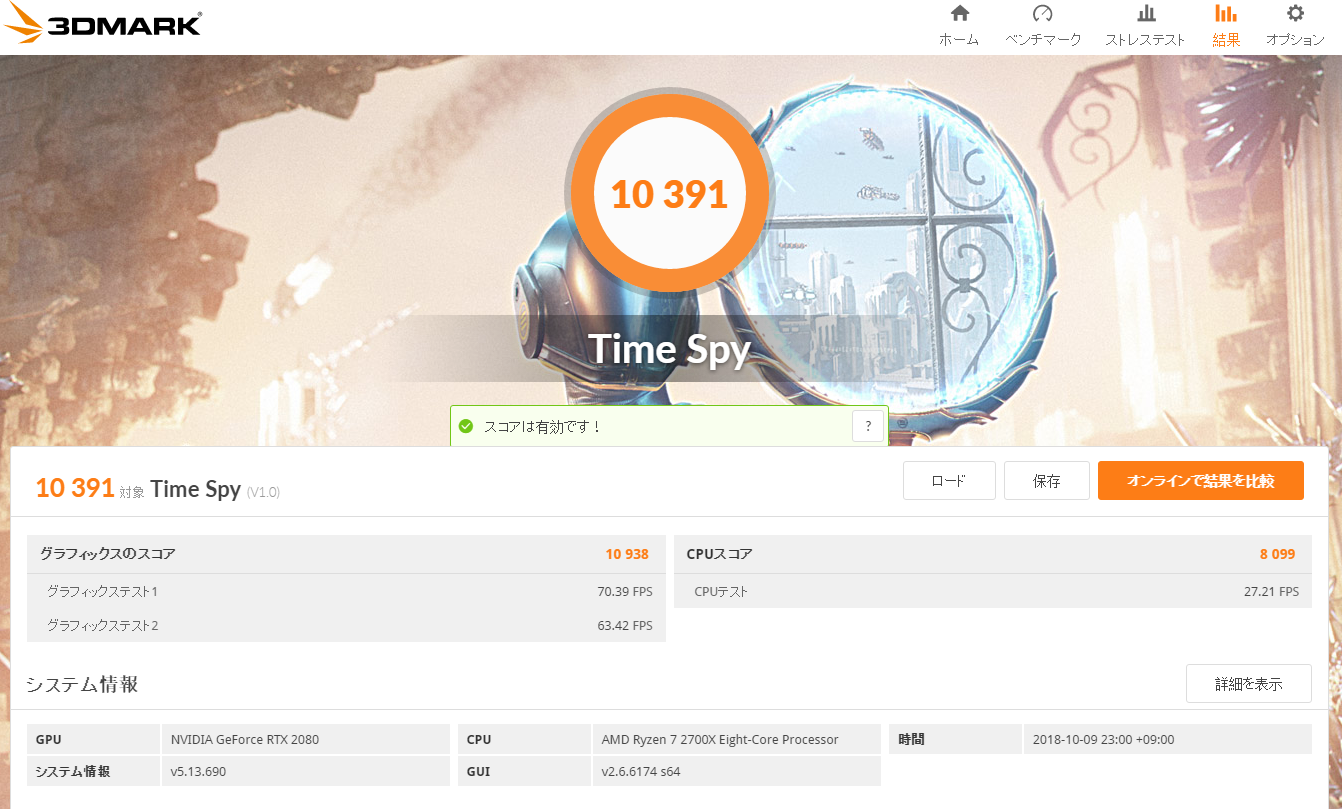 3DMARK®
ホーム ベンチマーク ストレステスト 結果 オプション
10 391
Time Spy
スコアは有効です！ ?
10 391 対象 Time Spy (V1.0) ロード 保存 オンラインで結果を比較
グラフィックスのスコア 10 938 CPUスコア 8 099
グラフィックステスト1 70.39 FPS CPUテスト 27.21 FPS
グラフィックステスト2 63.42 FPS
システム情報 詳細を表示
GPU NVIDIA GeForce RTX 2080 CPU AMD Ryzen 7 2700X Eight-Core Processor 時間 2018-10-09 23:00 +09:00
システム情報 v5.13.690 GUI v2.6.6174 s64